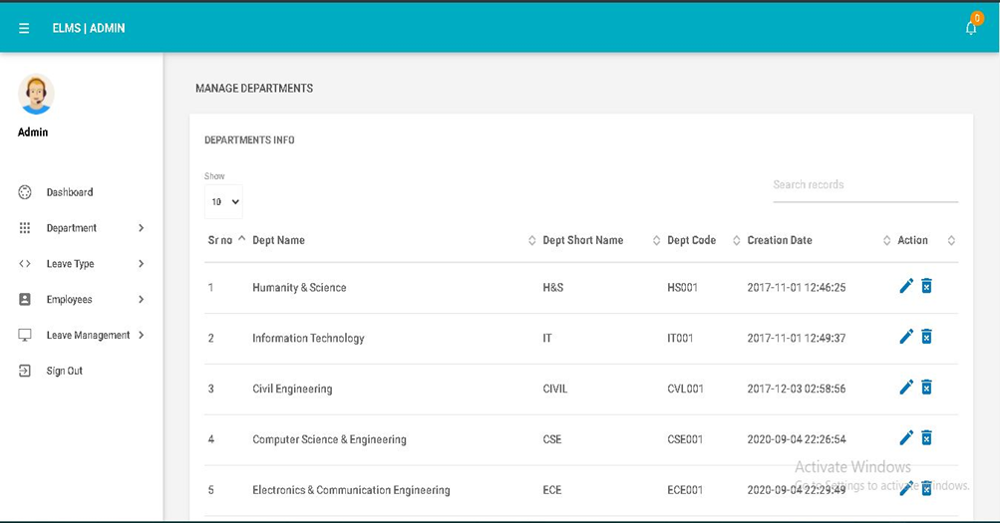 ELMS | ADMIN
0
Admin
Dashboard
Department
Leave Type
Employees
Leave Management
Sign Out
MANAGE DEPARTMENTS
DEPARTMENTS INFO
Show
10
Search records
Sr no Dept Name Dept Short Name Dept Code Creation Date Action
1 Humanity & Science H&S HS001 2017-11-01 12:46:25
2 Information Technology IT IT001 2017-11-01 12:49:37
3 Civil Engineering CIVIL CVL001 2017-12-03 02:58:56
4 Computer Science & Engineering CSE CSE001 2020-09-04 22:26:54
5 Electronics & Communication Engineering ECE ECE001 2020-09-04 22:29:49
Activate Windows
Go to Settings to activate Windows.